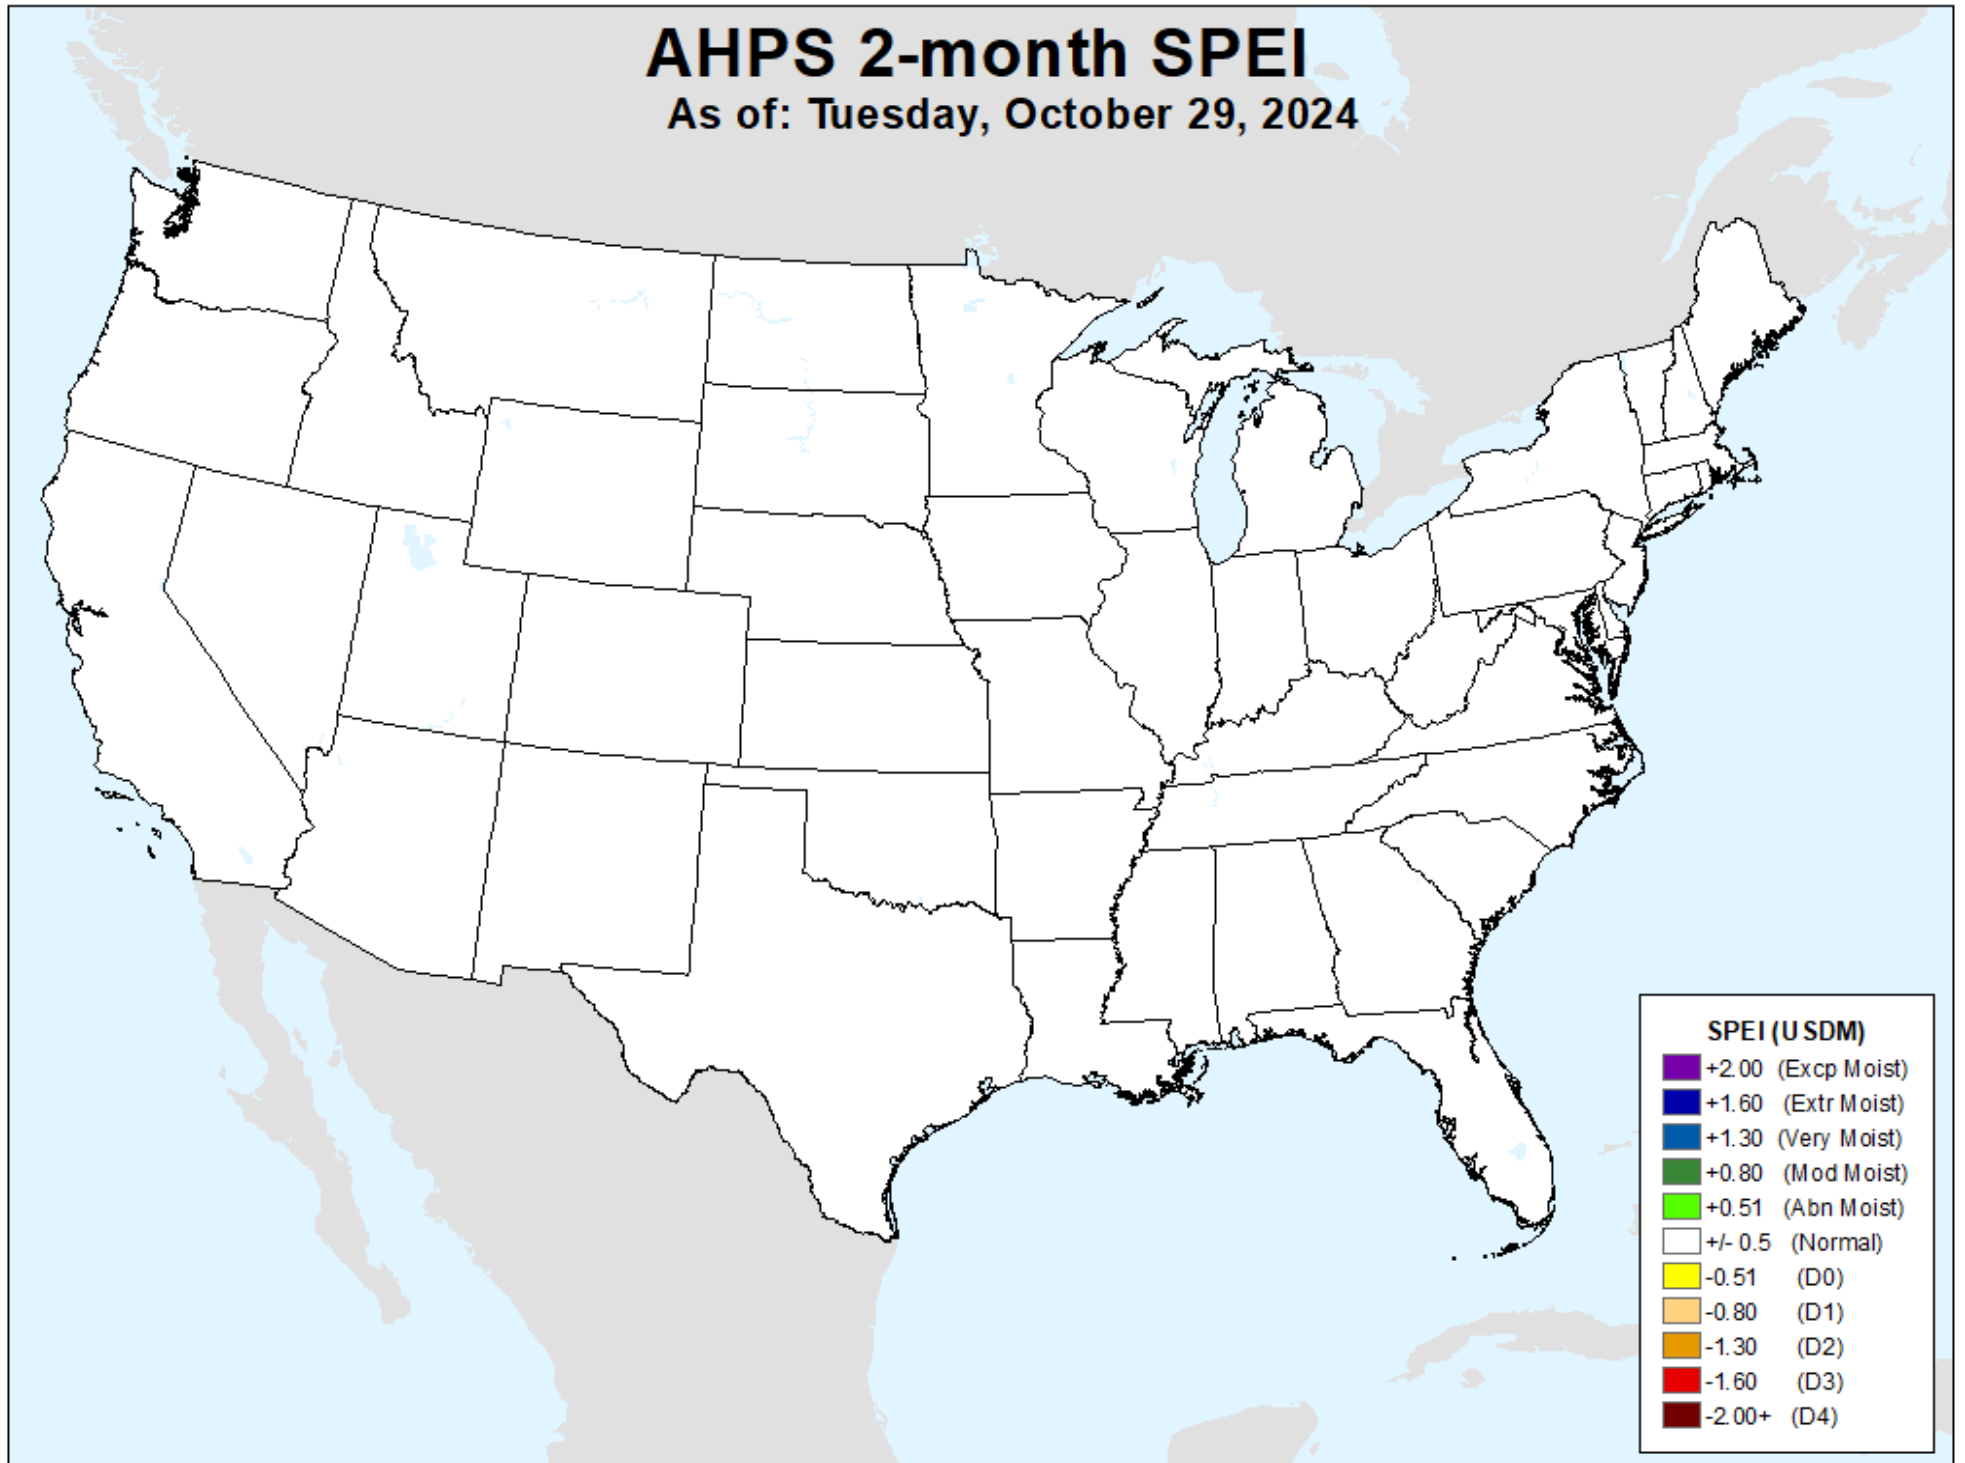 AHPS 2-month SPEI
As of: Tuesday, October 29, 2024
SPEI (USDM)
+2.00 (Excp Moist)
+1.60 (Extr Moist)
+1.30 (Very Moist)
+0.80 (Mod Moist)
+0.51 (Abn Moist)
+/- 0.5 (Normal)
-0.51 (D0)
-0.80 (D1)
-1.30 (D2)
-1.60 (D3)
-2.00+ (D4)